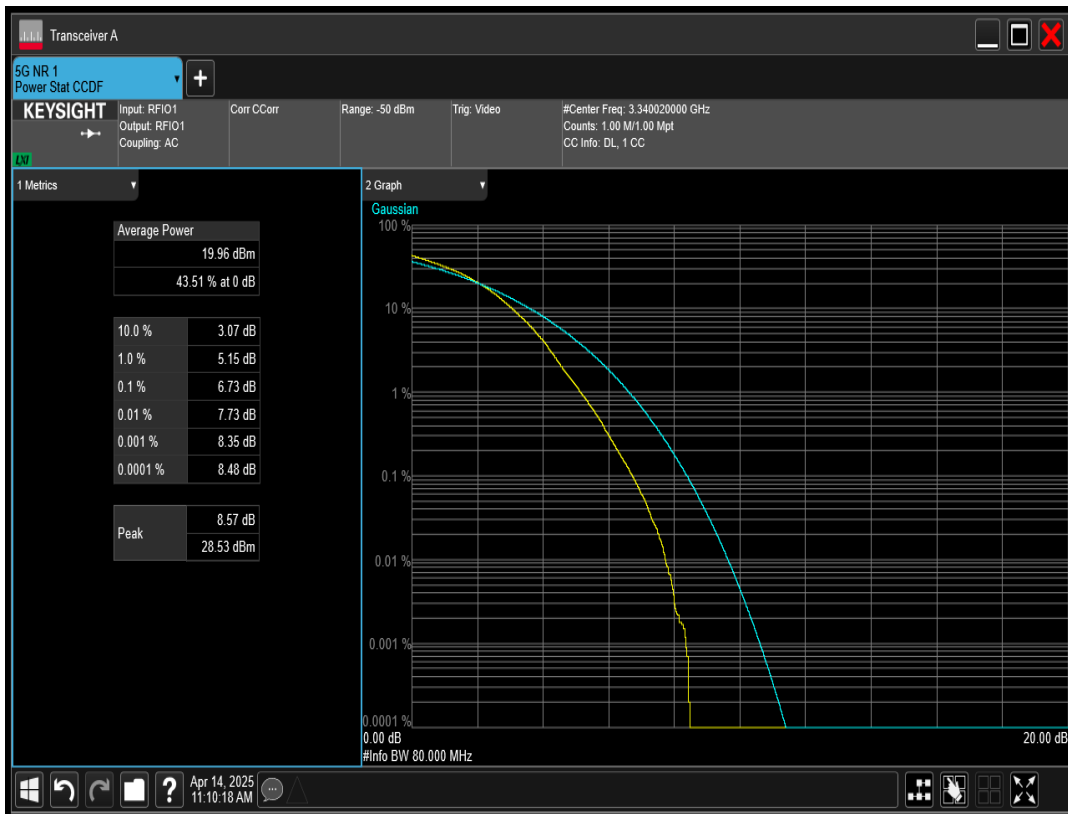 Transceiver A
5G NR 1
Power Stat CCDF
+
KEYSIGHT
LXI
Input: RFIO1
Output: RFIO1
Coupling: AC
Corr CCorr
Range: -50 dBm
Trig: Video
#Center Freq: 3.340020000 GHz
Counts: 1.00 M/1.00 Mpt
CC Info: DL, 1 CC
1 Metrics
Average Power
19.96 dBm
43.51 % at 0 dB
10.0 % 3.07 dB
1.0 % 5.15 dB
0.1 % 6.73 dB
0.01 % 7.73 dB
0.001 % 8.35 dB
0.0001 % 8.48 dB
Peak
8.57 dB
28.53 dBm
2 Graph
Gaussian
100 %
10 %
1 %
0.1 %
0.01 %
0.001 %
0.0001 %
0.00 dB
20.00 dB
#Info BW 80.000 MHz
?
Apr 14, 2025
11:10:18 AM